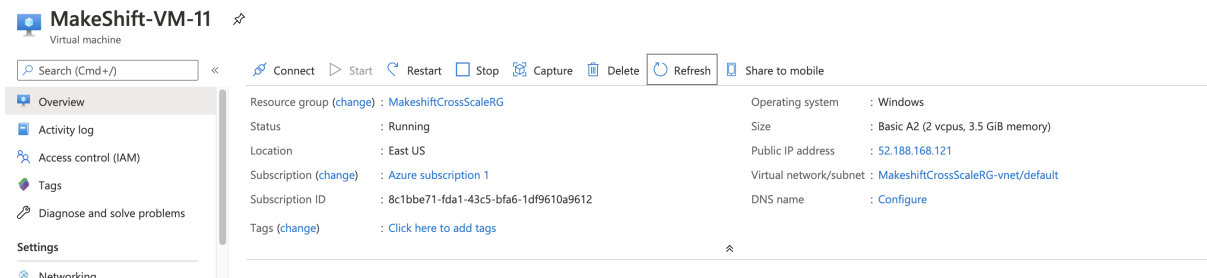 MakeShift-VM-11
Virtual machine
Search (Cmd+/)
«
Connect Start Restart Stop Capture Delete Refresh Share to mobile
Overview
Activity log
Access control (IAM)
Tags
Diagnose and solve problems
Settings
Networking
Resource group (change) : MakeshiftCrossScaleRG
Status : Running
Location : East US
Subscription (change) : Azure subscription 1
Subscription ID : 8c1bbe71-fda1-43c5-bfa6-1df9610a9612
Tags (change) : Click here to add tags
Operating system : Windows
Size : Basic A2 (2 vcpus, 3.5 GiB memory)
Public IP address : 52.188.168.121
Virtual network/subnet : MakeshiftCrossScaleRG-vnet/default
DNS name : Configure